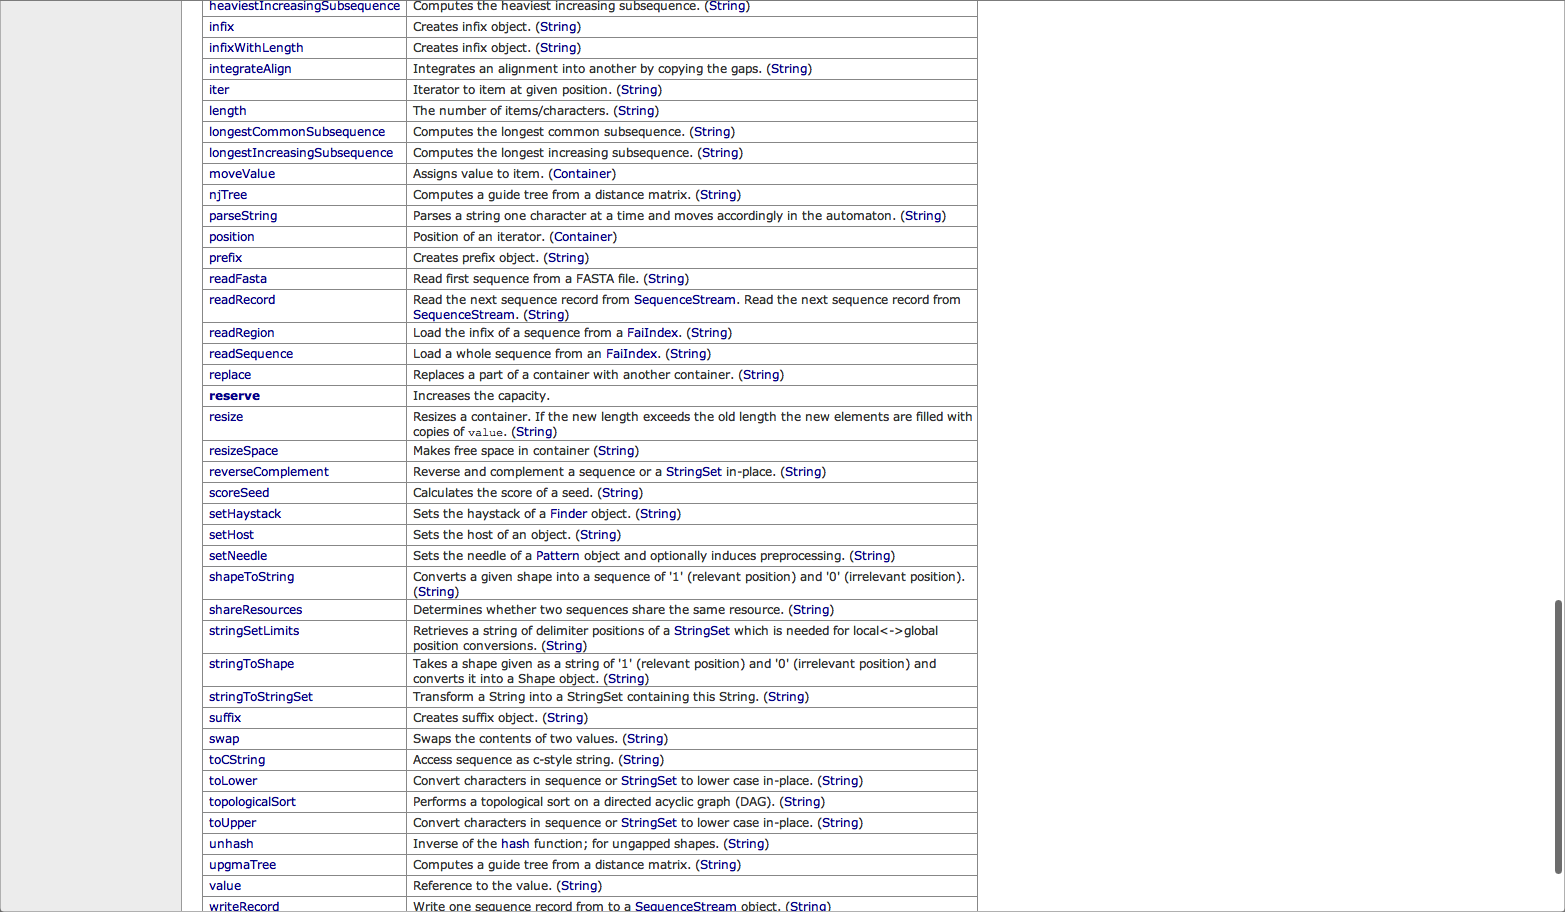 heaviestIncreasingSubsequence Computes the heaviest increasing subsequence. (String)
infix Creates infix object. (String)
infixWithLength Creates infix object. (String)
integrateAlign Integrates an alignment into another by copying the gaps. (String)
iter Iterator to item at given position. (String)
length The number of items/characters. (String)
longestCommonSubsequence Computes the longest common subsequence. (String)
longestIncreasingSubsequence Computes the longest increasing subsequence. (String)
moveValue Assigns value to item. (Container)
njTree Computes a guide tree from a distance matrix. (String)
parseString Parses a string one character at a time and moves accordingly in the automaton. (String)
position Position of an iterator. (Container)
prefix Creates prefix object. (String)
readFasta Read first sequence from a FASTA file. (String)
readRecord Read the next sequence record from SequenceStream. Read the next sequence record from
SequenceStream. (String)
readRegion Load the infix of a sequence from a FaiIndex. (String)
readSequence Load a whole sequence from an FaiIndex. (String)
replace Replaces a part of a container with another container. (String)
reserve Increases the capacity.
resize Resizes a container. If the new length exceeds the old length the new elements are filled with
copies of value. (String)
resizeSpace Makes free space in container (String)
reverseComplement Reverse and complement a sequence or a StringSet in-place. (String)
scoreSeed Calculates the score of a seed. (String)
setHaystack Sets the haystack of a Finder object. (String)
setHost Sets the host of an object. (String)
setNeedle Sets the needle of a Pattern object and optionally induces preprocessing. (String)
shapeToString Converts a given shape into a sequence of '1' (relevant position) and '0' (irrelevant position).
(String)
shareResources Determines whether two sequences share the same resource. (String)
stringSetLimits Retrieves a string of delimiter positions of a StringSet which is needed for local<->global
position conversions. (String)
stringToShape Takes a shape given as a string of '1' (relevant position) and '0' (irrelevant position) and
converts it into a Shape object. (String)
stringToStringSet Transform a String into a StringSet containing this String. (String)
suffix Creates suffix object. (String)
swap Swaps the contents of two values. (String)
toCString Access sequence as c-style string. (String)
toLower Convert characters in sequence or StringSet to lower case in-place. (String)
topologicalSort Performs a topological sort on a directed acyclic graph (DAG). (String)
toUpper Convert characters in sequence or StringSet to lower case in-place. (String)
unhash Inverse of the hash function; for ungapped shapes. (String)
upgmaTree Computes a guide tree from a distance matrix. (String)
value Reference to the value. (String)
writeRecord Write one sequence record from to a SequenceStream object. (String)